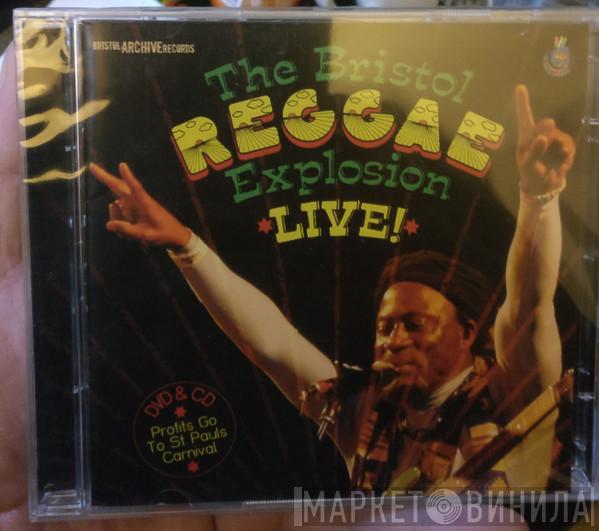 BRISTOL ARCHIVE RECORDS
The Bristol
REGGAE
Explosion
LIVE!
DVD & CD
Profits Go
To St Pauls
Carnival
МАРКЕТ ВИНИЛА